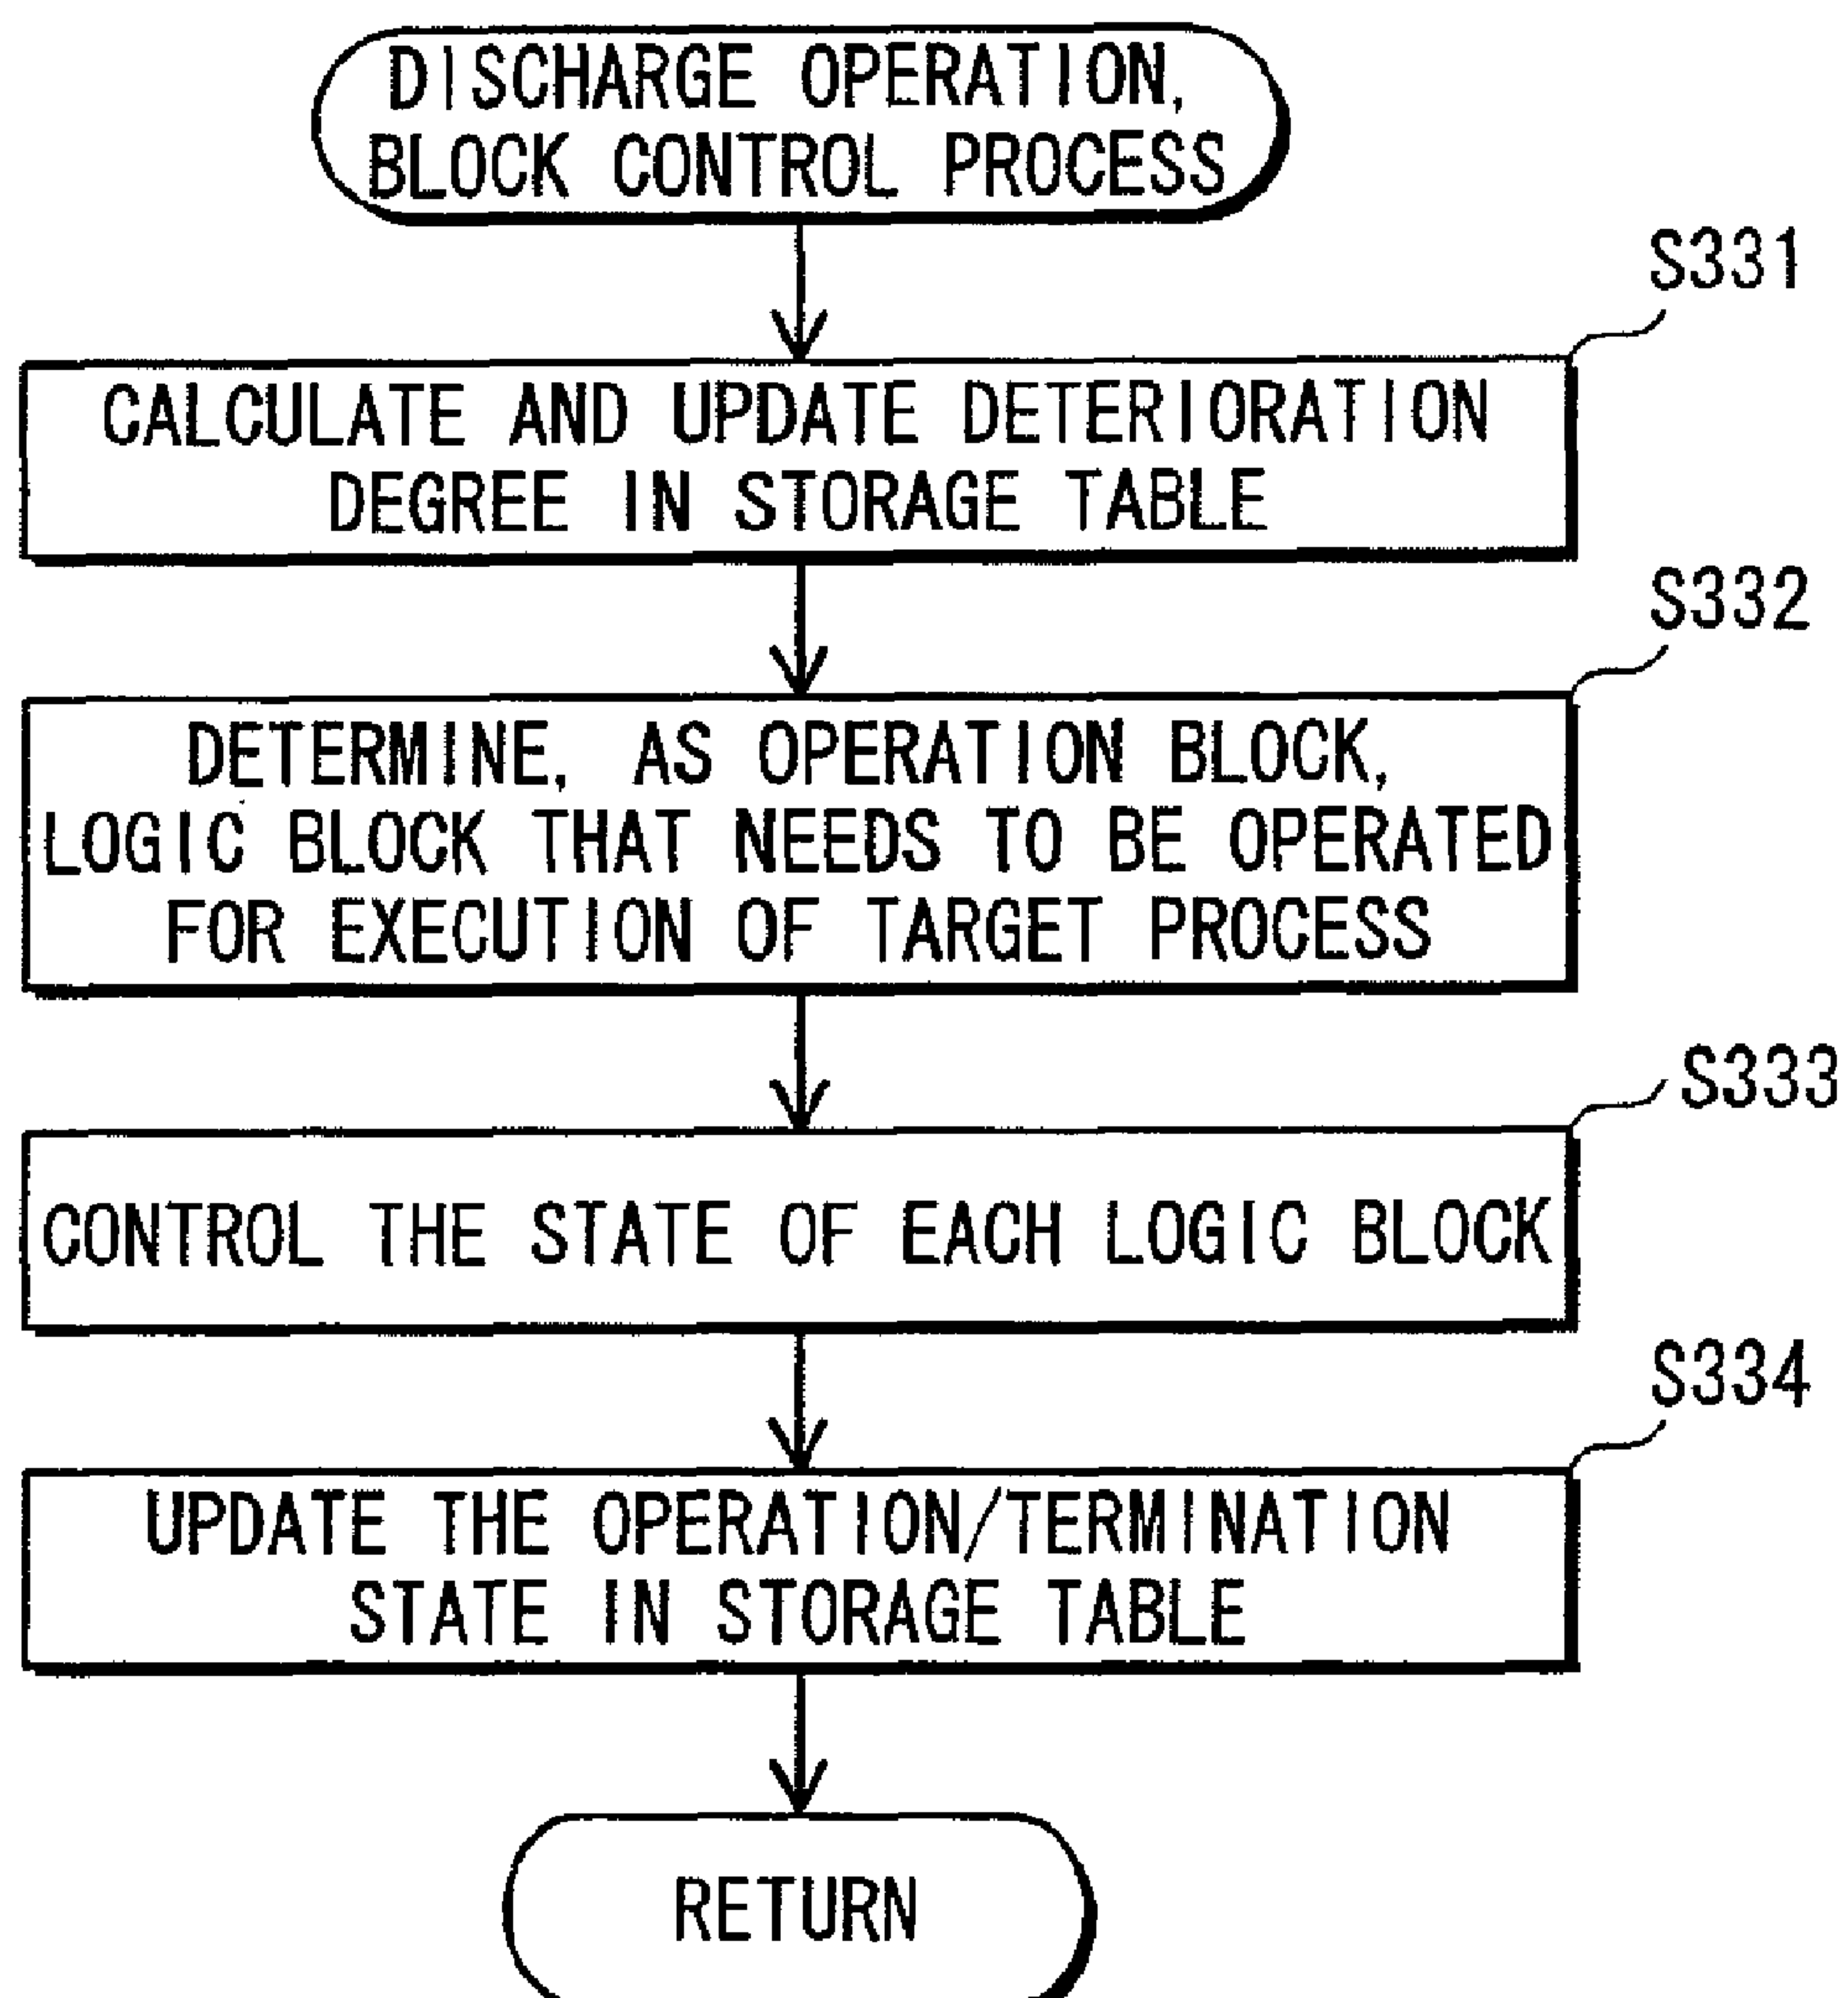 DISCHARGE OPERATION,
BLOCK CONTROL PROCESS
S331
CALCULATE AND UPDATE DETERIORATION
DEGREE IN STORAGE TABLE
S332
DETERMINE, AS OPERATION BLOCK,
LOGIC BLOCK THAT NEEDS TO BE OPERATED
FOR EXECUTION OF TARGET PROCESS
S333
CONTROL THE STATE OF EACH LOGIC BLOCK
S334
UPDATE THE OPERATION/TERMINATION
STATE IN STORAGE TABLE
RETURN